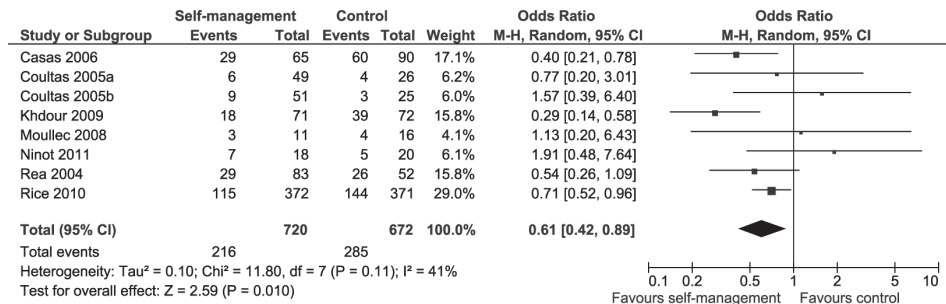 Self-management Control Odds Ratio Odds Ratio
Study or Subgroup Events Total Events Total Weight M-H, Random, 95% CI M-H, Random, 95% CI
Casas 2006 29 65 60 90 17.1% 0.40 [0.21, 0.78]
Coultas 2005a 6 49 4 26 6.2% 0.77 [0.20, 3.01]
Coultas 2005b 9 51 3 25 6.0% 1.57 [0.39, 6.40]
Khdour 2009 18 71 39 72 15.8% 0.29 [0.14, 0.58]
Moullec 2008 3 11 4 16 4.1% 1.13 [0.20, 6.43]
Ninot 2011 7 18 5 20 6.1% 1.91 [0.48, 7.64]
Rea 2004 29 83 26 52 15.8% 0.54 [0.26, 1.09]
Rice 2010 115 372 144 371 29.0% 0.71 [0.52, 0.96]
Total (95% CI) 720 672 100.0% 0.61 [0.42, 0.89]
Total events 216 285
Heterogeneity: Tau² = 0.10; Chi² = 11.80, df = 7 (P = 0.11); I² = 41%
Test for overall effect: Z = 2.59 (P = 0.010)
0.1 0.2 0.5 1 2 5 10
Favours self-management Favours control